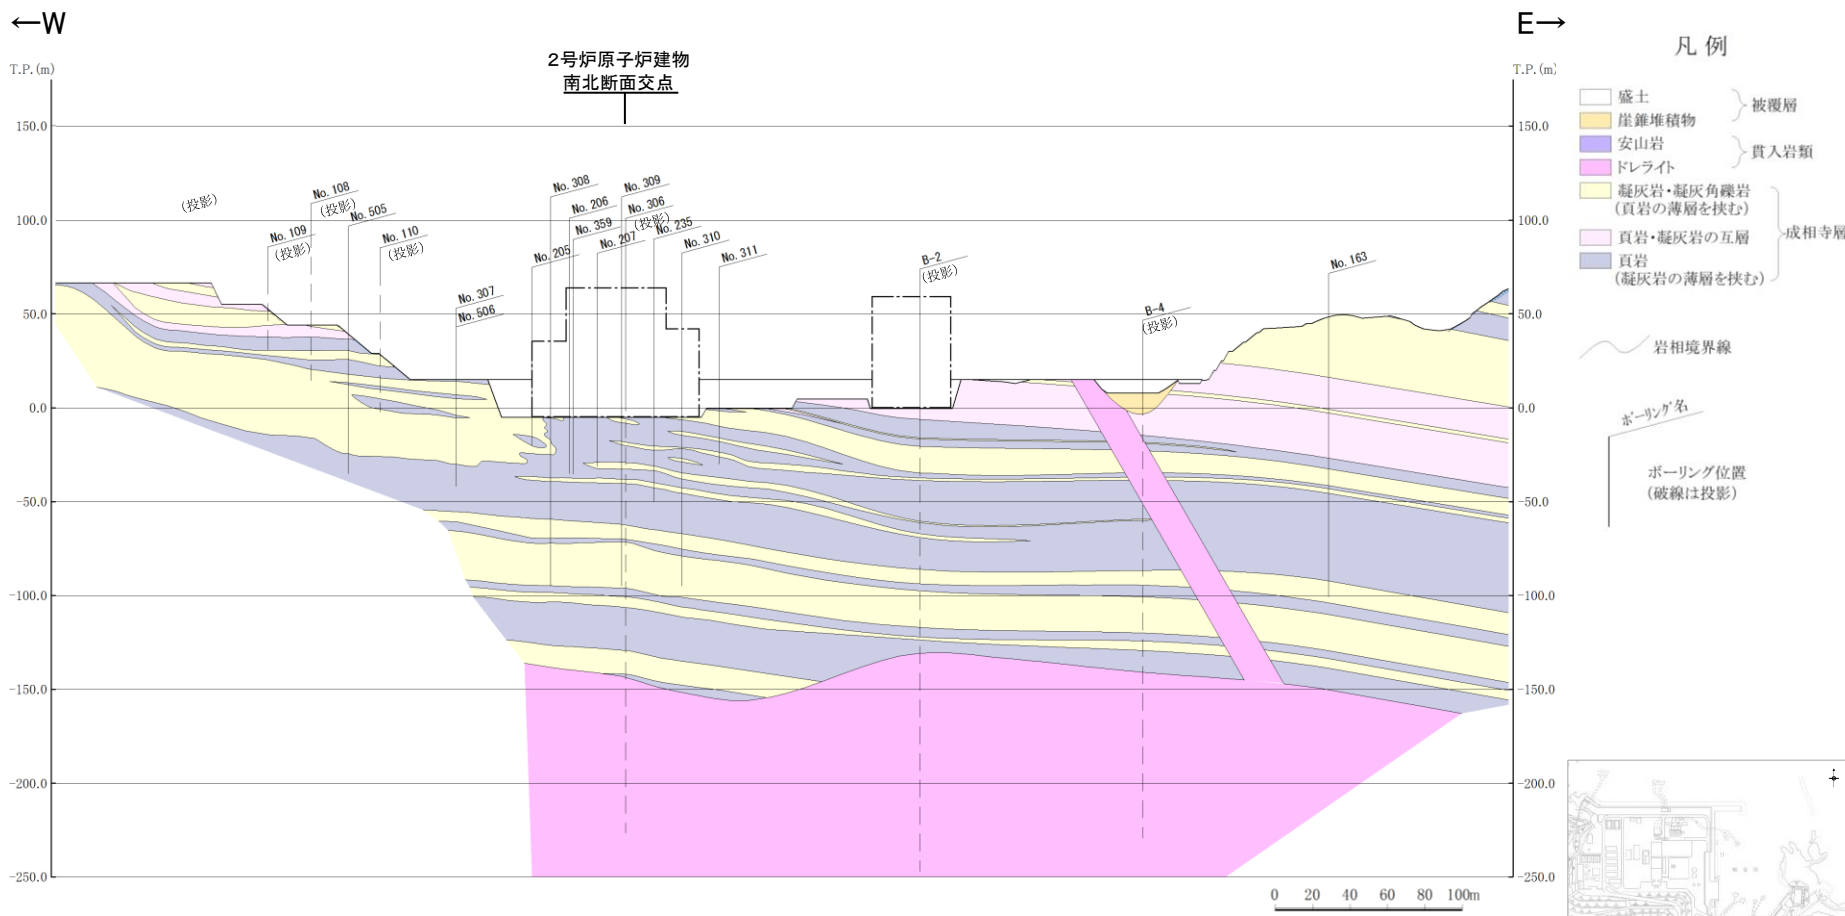 ←W
E→
2号炉原子炉建物
南北断面交点
T.P.(m)
T.P.(m)
凡 例
盛土
崖錐堆積物
被覆層
安山岩
ドレライト
貫入岩類
凝灰岩・凝灰角礫岩
(頁岩の薄層を挟む)
頁岩・凝灰岩の互層
頁岩
(凝灰岩の薄層を挟む)
成相寺層
岩相境界線
ボーリング名
ボーリング位置
(破線は投影)
150.0
150.0
100.0
100.0
50.0
50.0
0.0
0.0
-50.0
-50.0
-100.0
-100.0
-150.0
-150.0
-200.0
-200.0
-250.0
-250.0
(投影)
No. 108
(投影)
No. 505
No. 109
(投影)
No. 110
(投影)
No. 307
No. 506
No. 308
No. 206
No. 359
No. 205
No. 207
No. 309
No. 306
(投影)
No. 235
No. 310
No. 311
B-2
(投影)
B-4
(投影)
No. 163
0 20 40 60 80 100m